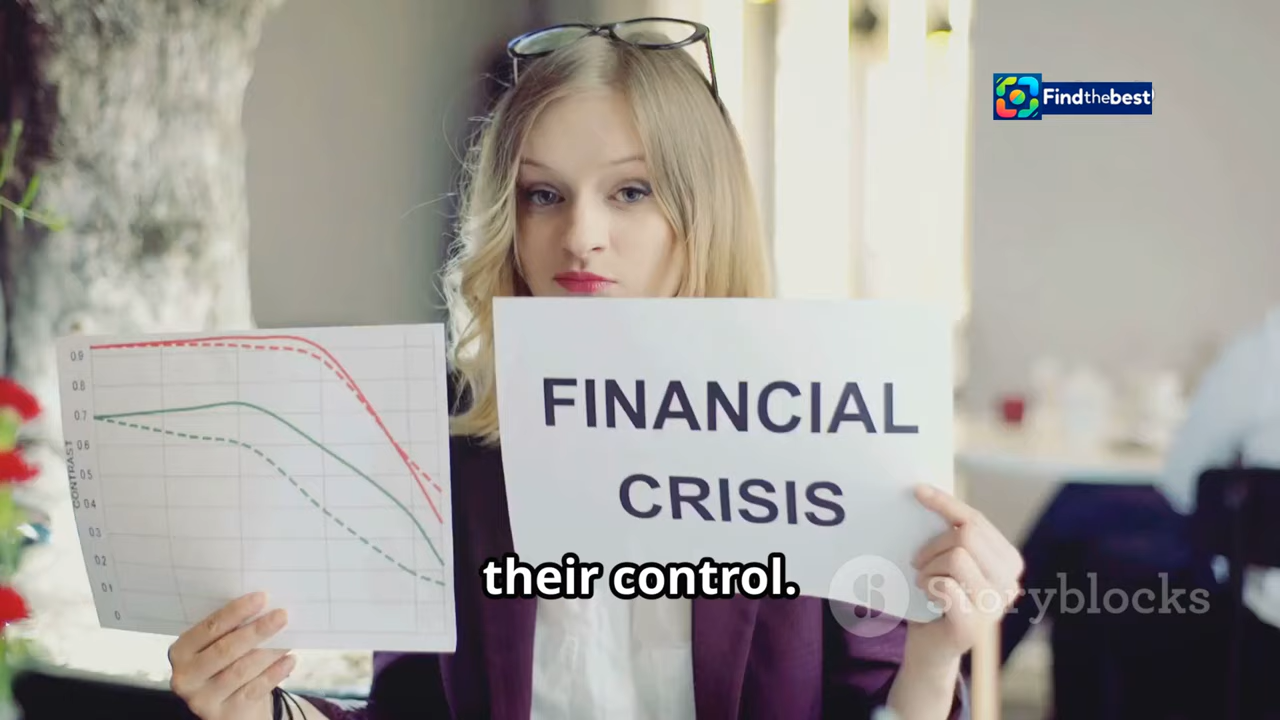 Findthebest
0.9
0.8
0.7
0.6
0.5
0.4
0.3
0.2
0.1
0
CONTRAST
FINANCIAL
CRISIS
their control.
Storyblocks